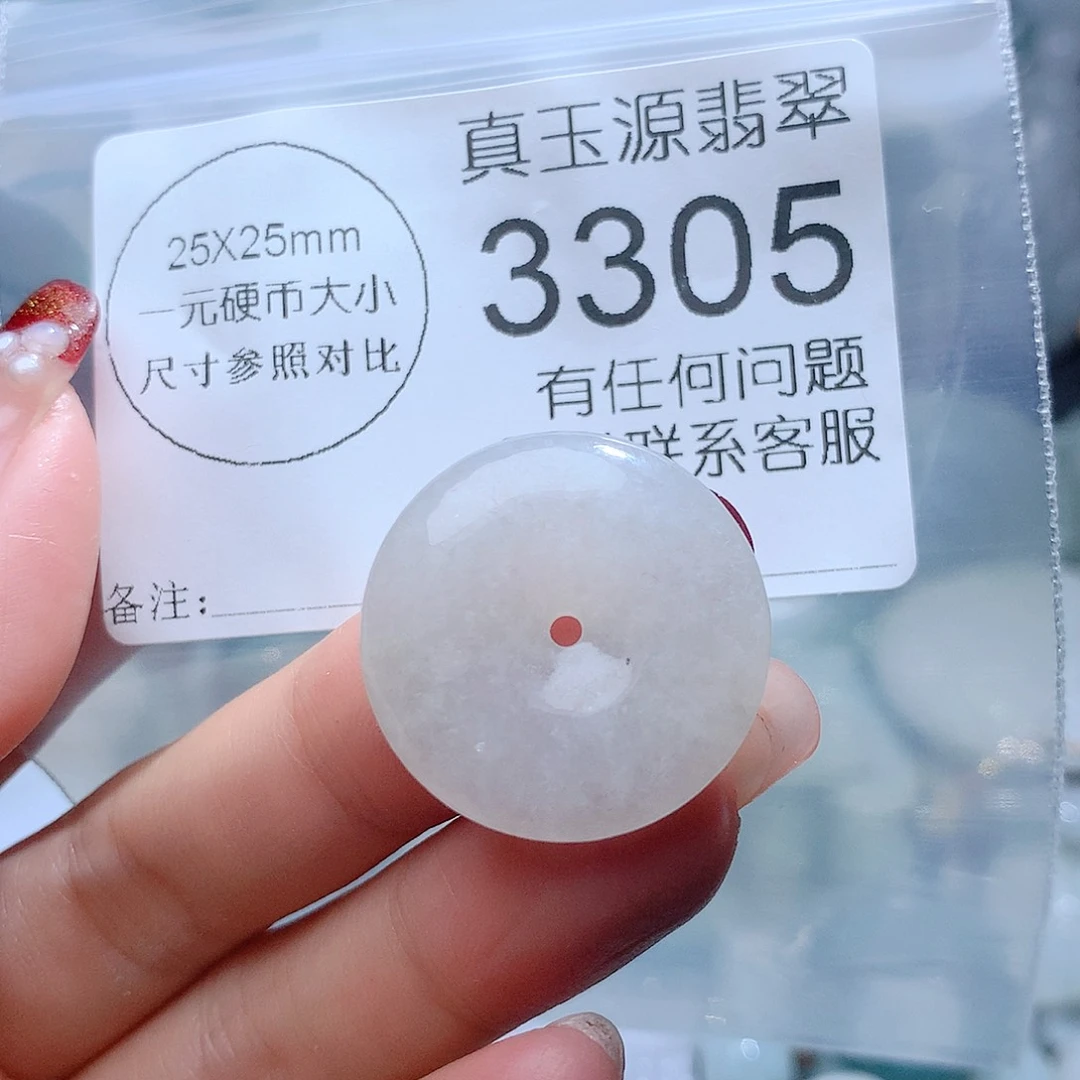 真玉源翡翠
3305
25X25mm
一元硬币大小
尺寸参照对比
有任何问题
联系客服
备注: